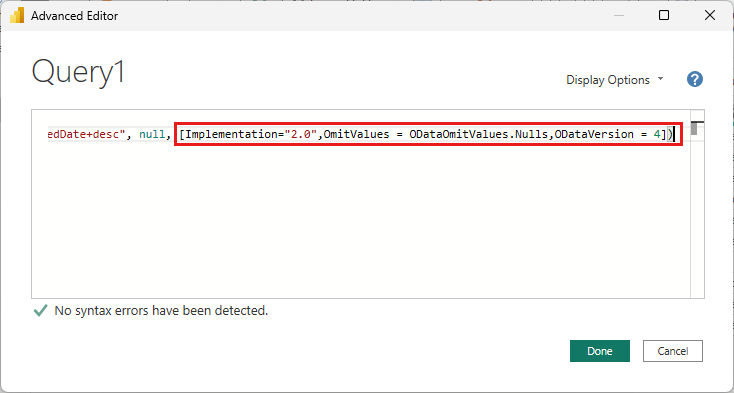 Advanced Editor
Query1
Display Options
?
edDate+desc", null, [Implementation="2.0",OmitValues = ODataOmitValues.Nulls,ODataVersion = 4])
No syntax errors have been detected.
Done
Cancel